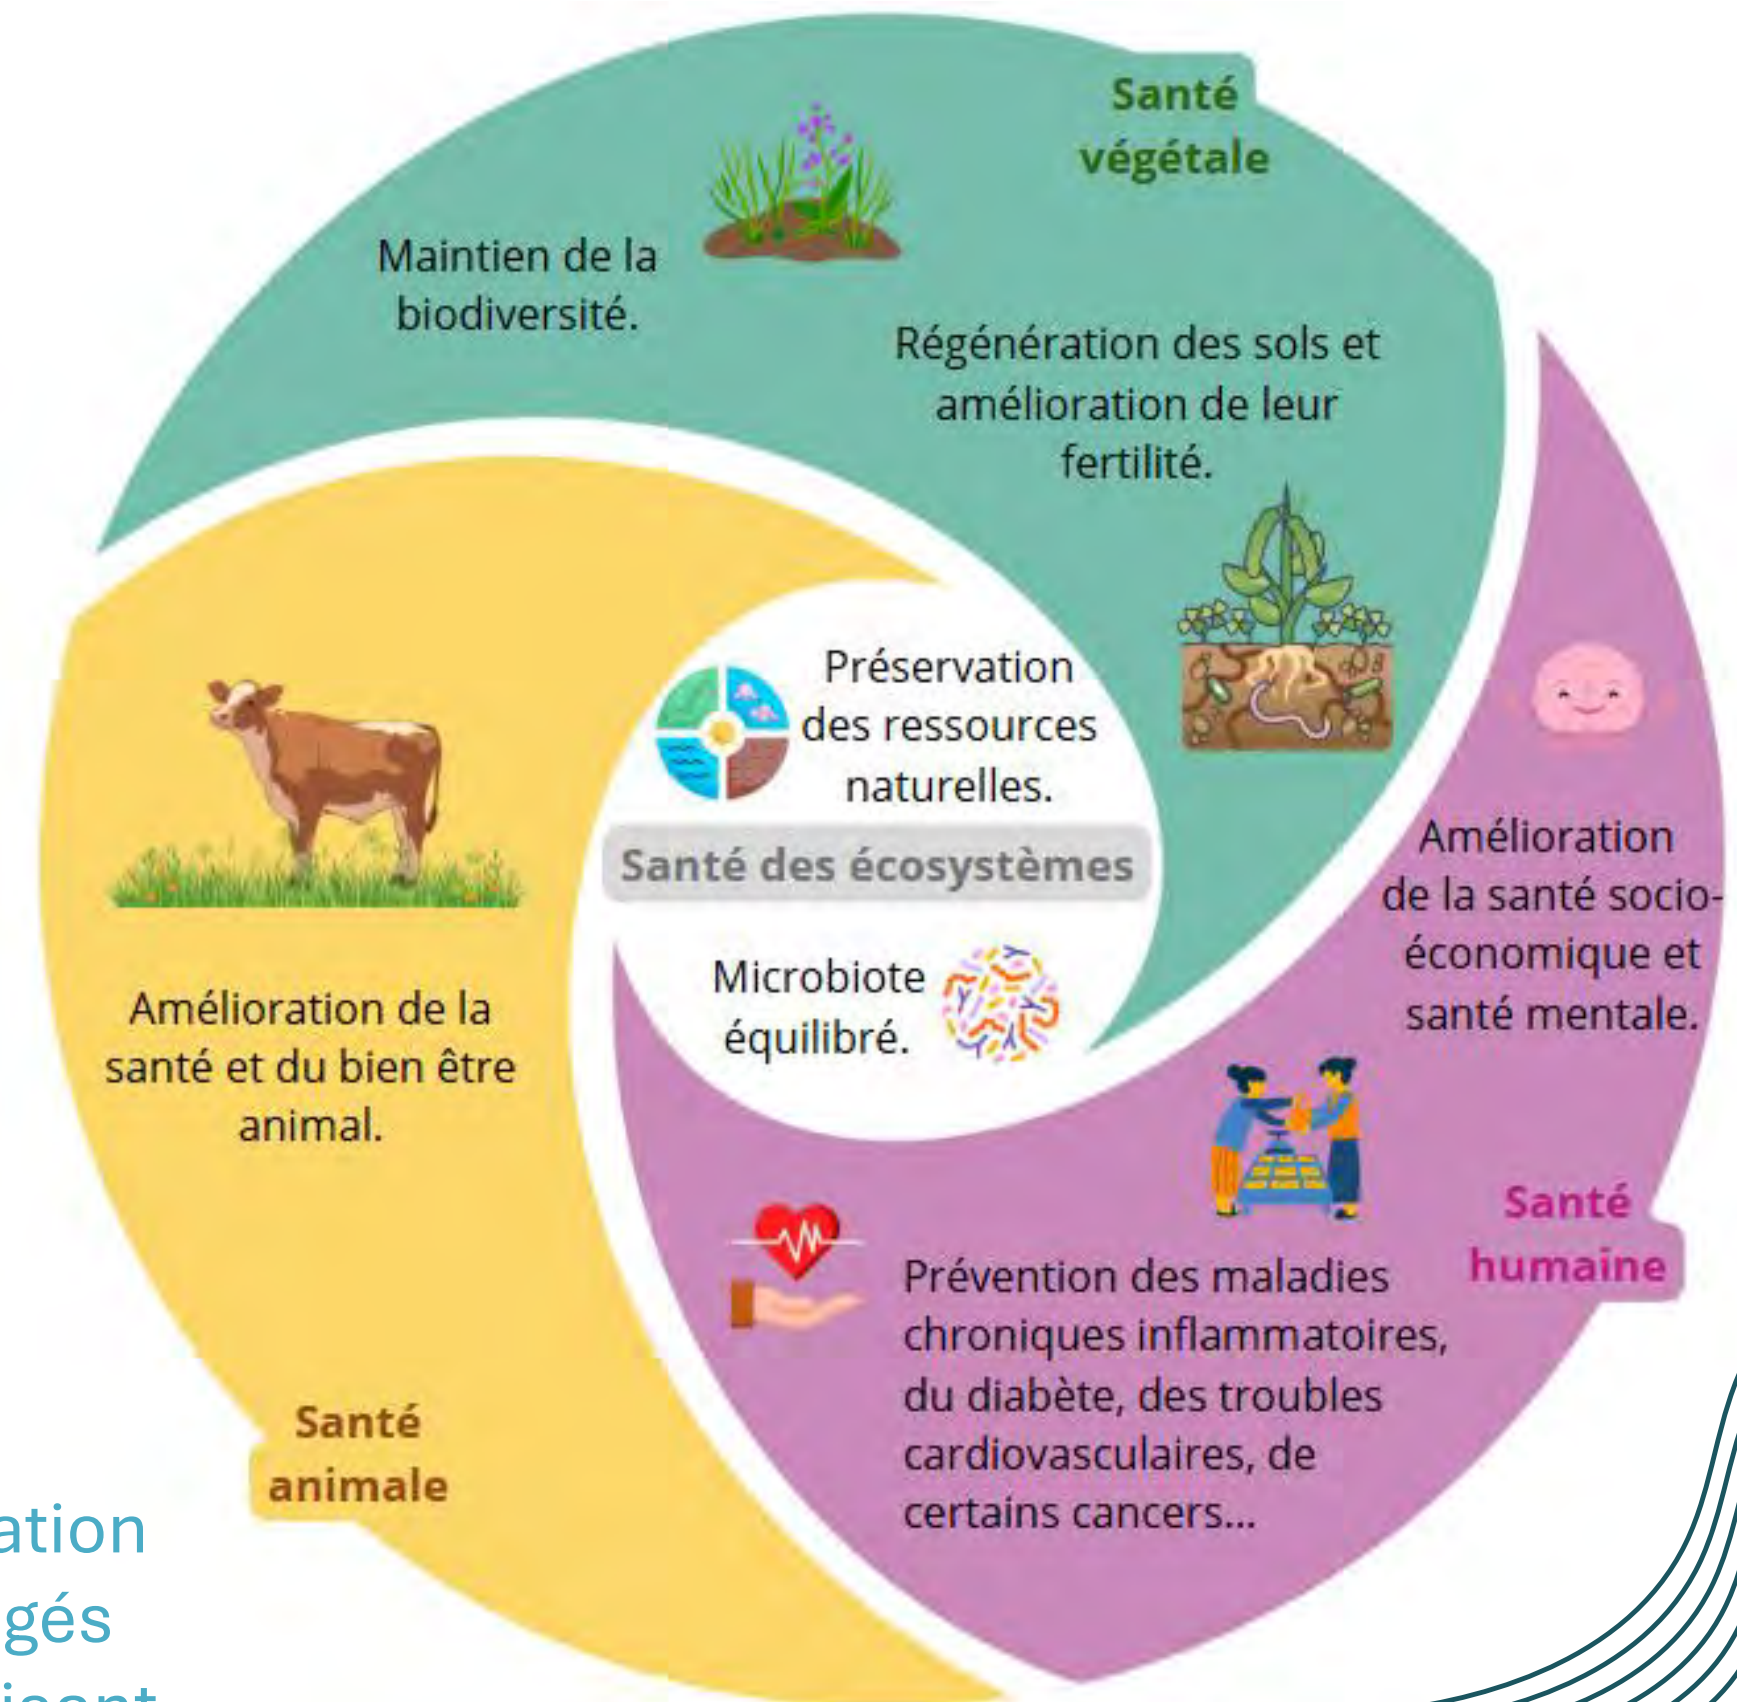 Santé
végétale
Maintien de la
biodiversité.
Régénération des sols et
amélioration de leur
fertilité.
Préservation
des ressources
naturelles.
Santé des écosystèmes
Microbiote
équilibré.
Amélioration
de la santé socio-
économique et
santé mentale.
Amélioration de la
santé et du bien être
animal.
Santé
humaine
Prévention des maladies
chroniques inflammatoires,
du diabète, des troubles
cardiovasculaires, de
certains cancers...
Santé
animale
ation
gés